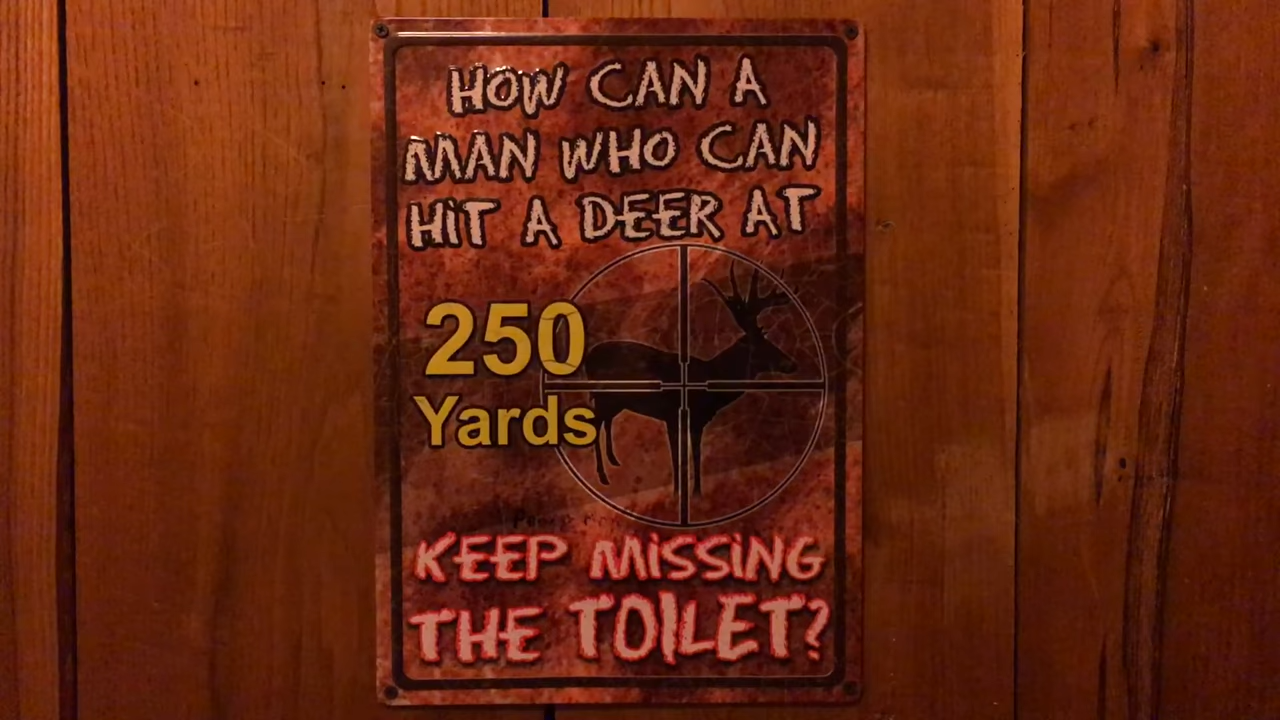 HOW CAN A
MAN WHO CAN
HIT A DEER AT
250
Yards
KEEP MISSING
THE TOILET?